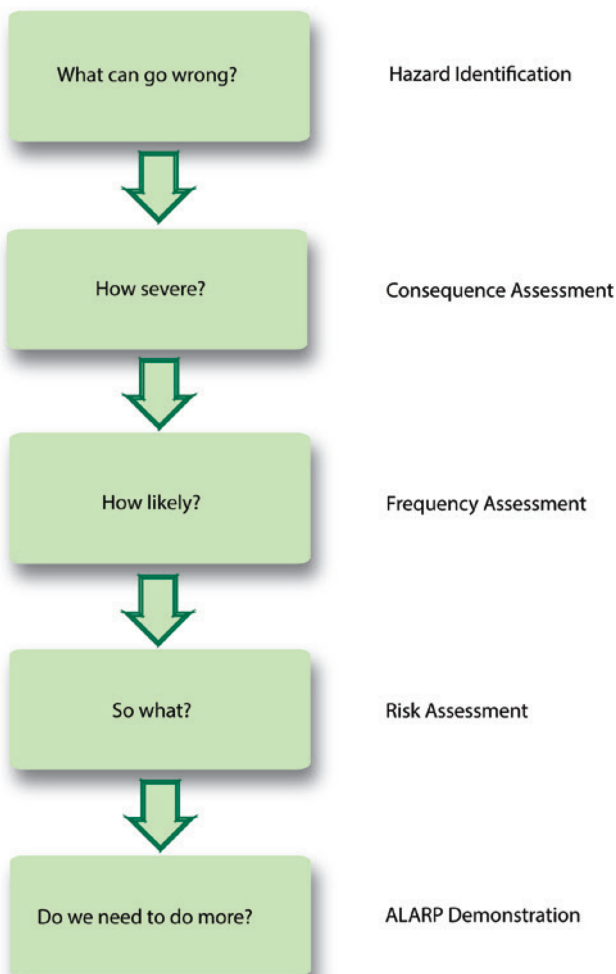 What can go wrong? Hazard Identification
How severe? Consequence Assessment
How likely? Frequency Assessment
So what? Risk Assessment
Do we need to do more? ALARP Demonstration